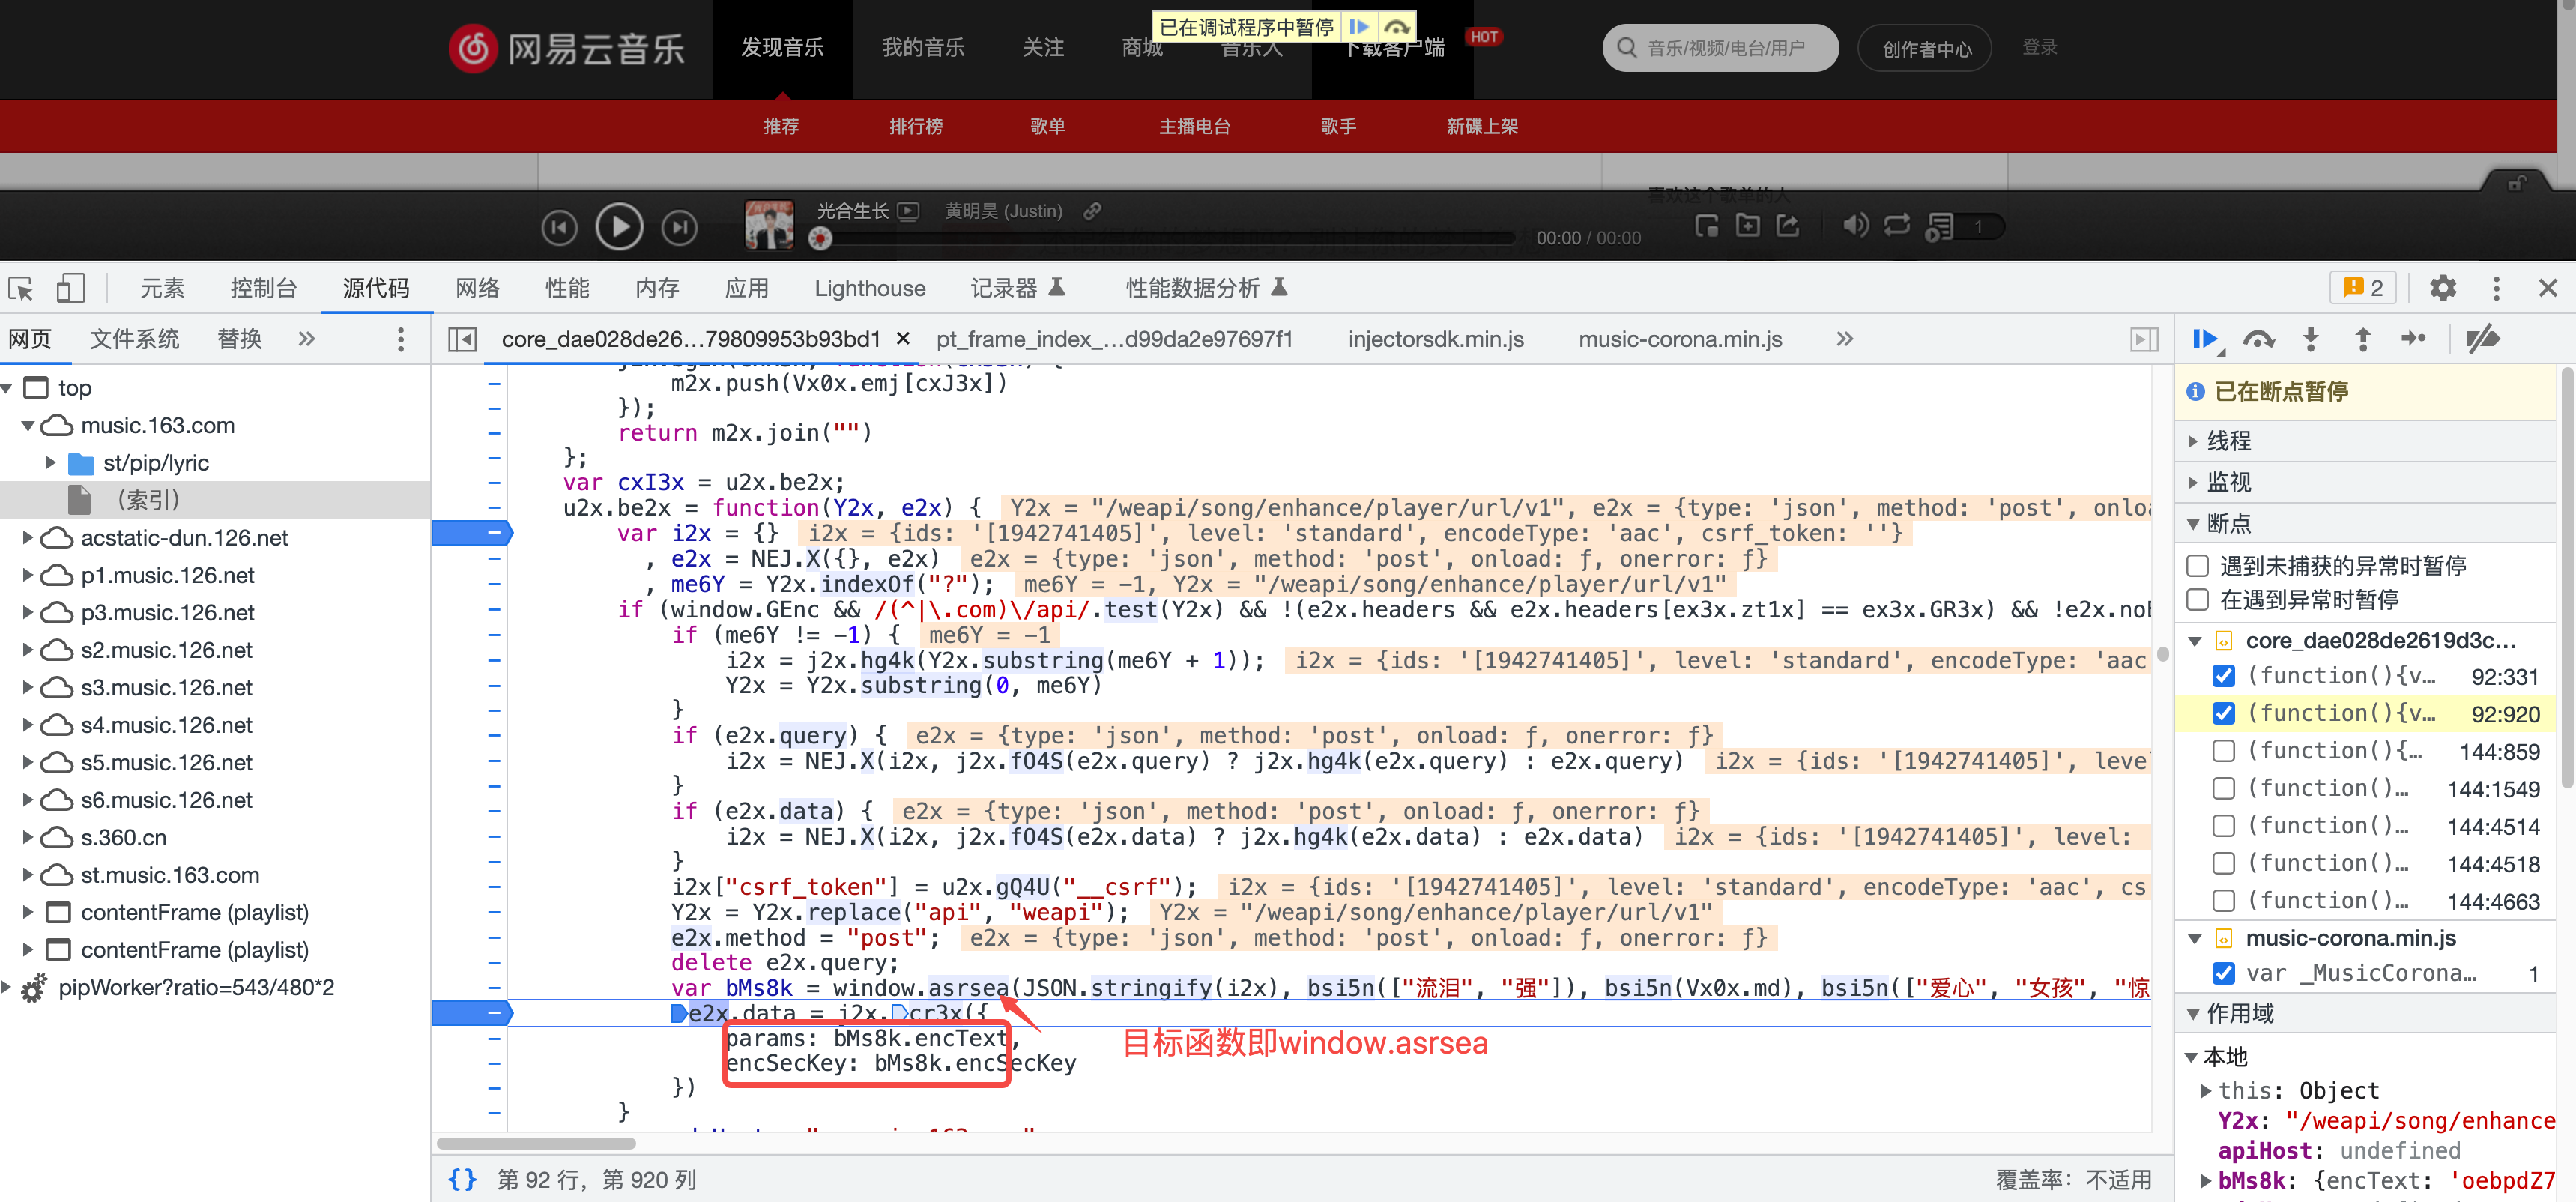 已在调试程序中暂停
网易云音乐
发现音乐
我的音乐
关注
商城
音乐人
下载客户端
HOT
音乐/视频/电台/用户
创作者中心
登录
推荐
排行榜
歌单
主播电台
歌手
新碟上架
喜欢这个歌单的人
光合生长
黄明昊 (Justin)
00:00 / 00:00
1
元素
控制台
源代码
网络
性能
内存
应用
Lighthouse
记录器
性能数据分析
2
网页
文件系统
替换
»
core_dae028de26…79809953b93bd1 ×
pt_frame_index_…d99da2e97697f1
injectorsdk.min.js
music-corona.min.js
»
top
music.163.com
st/pip/lyric
（索引）
acstatic-dun.126.net
p1.music.126.net
p3.music.126.net
s2.music.126.net
s3.music.126.net
s4.music.126.net
s5.music.126.net
s6.music.126.net
s.360.cn
st.music.163.com
contentFrame (playlist)
contentFrame (playlist)
pipWorker?ratio=543/480*2
m2x.push(Vx0x.emj[cxJ3x])
});
return m2x.join("")
};
var cxI3x = u2x.be2x;
u2x.be2x = function(Y2x, e2x) { Y2x = "/weapi/song/enhance/player/url/v1", e2x = {type: 'json', method: 'post', onloa
var i2x = {} i2x = {ids: '[1942741405]', level: 'standard', encodeType: 'aac', csrf_token: ''}
, e2x = NEJ.X({}, e2x) e2x = {type: 'json', method: 'post', onload: ƒ, onerror: ƒ}
, me6Y = Y2x.indexOf("?"); me6Y = -1, Y2x = "/weapi/song/enhance/player/url/v1"
if (window.GEnc && /(^|\.com)\/api/.test(Y2x) && !(e2x.headers && e2x.headers[ex3x.zt1x] == ex3x.GR3x) && !e2x.noE
if (me6Y != -1) { me6Y = -1
i2x = j2x.hg4k(Y2x.substring(me6Y + 1)); i2x = {ids: '[1942741405]', level: 'standard', encodeType: 'aac
Y2x = Y2x.substring(0, me6Y)
}
if (e2x.query) { e2x = {type: 'json', method: 'post', onload: ƒ, onerror: ƒ}
i2x = NEJ.X(i2x, j2x.fO4S(e2x.query) ? j2x.hg4k(e2x.query) : e2x.query) i2x = {ids: '[1942741405]', leve
}
if (e2x.data) { e2x = {type: 'json', method: 'post', onload: ƒ, onerror: ƒ}
i2x = NEJ.X(i2x, j2x.fO4S(e2x.data) ? j2x.hg4k(e2x.data) : e2x.data) i2x = {ids: '[1942741405]', level:
}
i2x["csrf_token"] = u2x.gQ4U("__csrf"); i2x = {ids: '[1942741405]', level: 'standard', encodeType: 'aac', cs
Y2x = Y2x.replace("api", "weapi"); Y2x = "/weapi/song/enhance/player/url/v1"
e2x.method = "post"; e2x = {type: 'json', method: 'post', onload: ƒ, onerror: ƒ}
delete e2x.query;
var bMs8k = window.asrsea(JSON.stringify(i2x), bsi5n(["流泪", "强"]), bsi5n(Vx0x.md), bsi5n(["爱心", "女孩", "惊
e2x.data = j2x.cr3x({
params: bMs8k.encText,
encSecKey: bMs8k.encSecKey
})
}
目标函数即window.asrsea
{} 第 92 行，第 920 列
覆盖率：不适用
已在断点暂停
线程
监视
断点
遇到未捕获的异常时暂停
在遇到异常时暂停
core_dae028de2619d3c…
(function(){v… 92:331
(function(){v… 92:920
(function(){… 144:859
(function()… 144:1549
(function()… 144:4514
(function()… 144:4518
(function()… 144:4663
music-corona.min.js
var _MusicCorona… 1
作用域
本地
this: Object
Y2x: "/weapi/song/enhance
apiHost: undefined
bMs8k: {encText: 'oebpdZ7